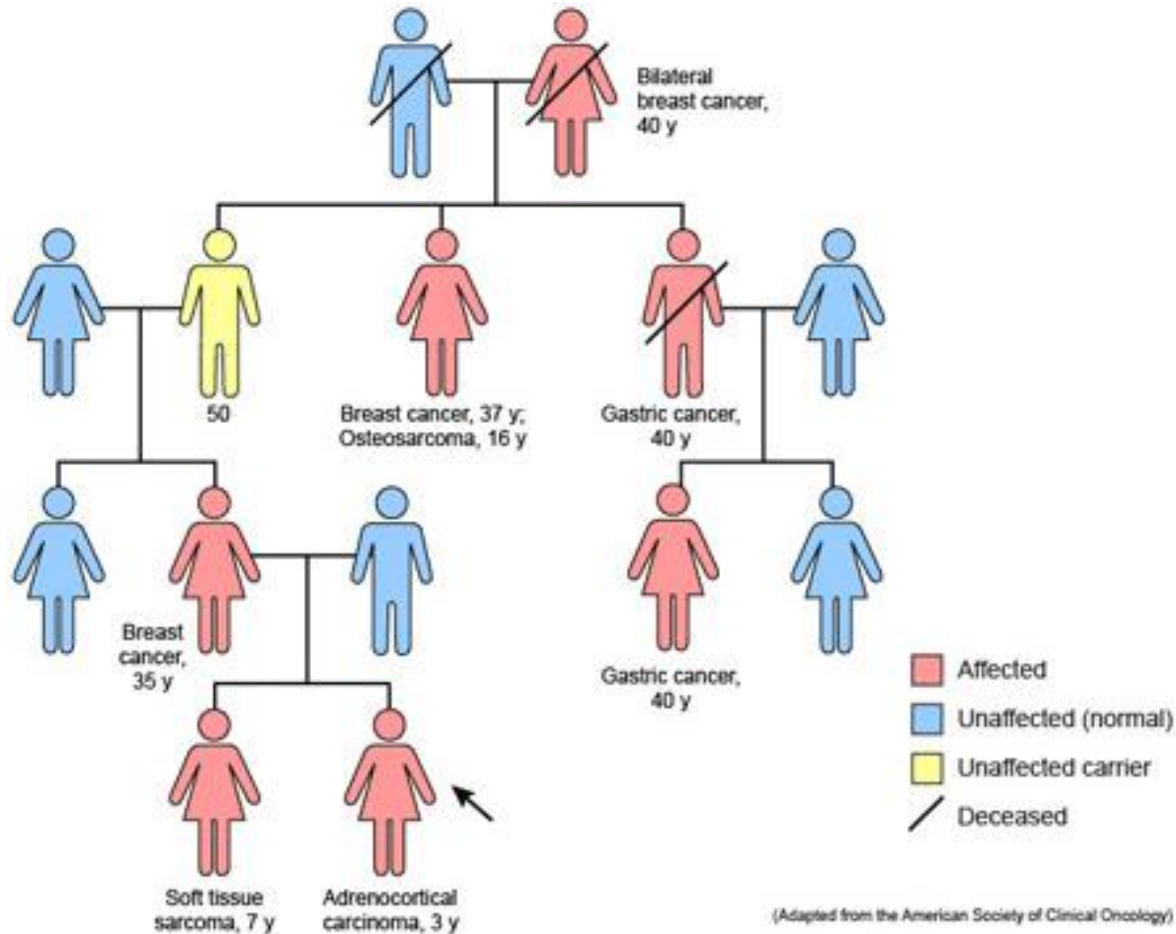 Bilateral
breast cancer,
40 y
50
Breast cancer, 37 y;
Osteosarcoma, 16 y
Gastric cancer,
40 y
Breast
cancer,
35 y
Gastric cancer,
40 y
Affected
Unaffected (normal)
Unaffected carrier
Deceased
Soft tissue
sarcoma, 7 y
Adrenocortical
carcinoma, 3 y
(Adapted from the American Society of Clinical Oncology)